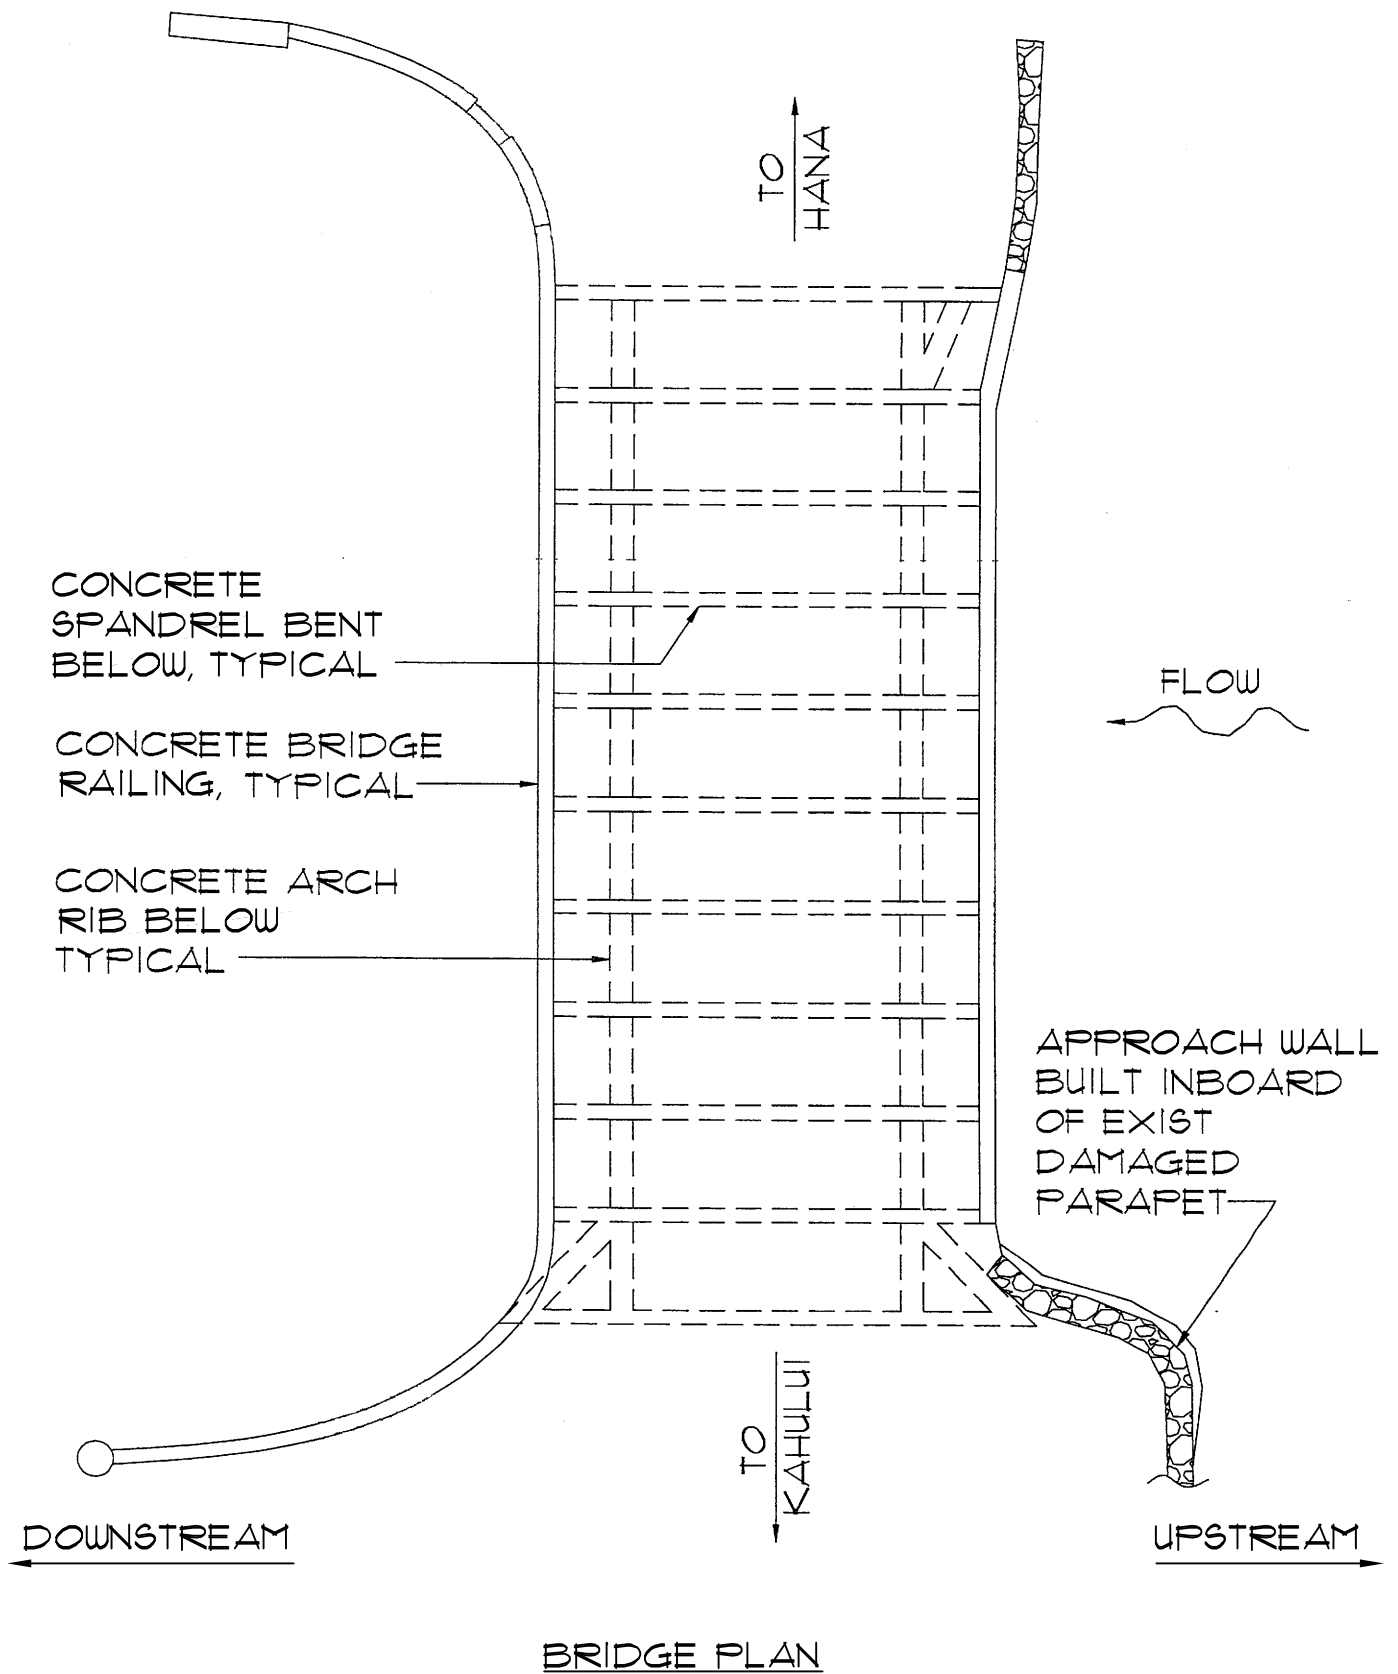 TO
HANA
CONCRETE
SPANDREL BENT
BELOW, TYPICAL
FLOW
CONCRETE BRIDGE
RAILING, TYPICAL
CONCRETE ARCH
RIB BELOW
TYPICAL
APPROACH WALL
BUILT INBOARD
OF EXIST
DAMAGED
PARAPET
TO
KAHULUI
DOWNSTREAM
UPSTREAM
BRIDGE PLAN